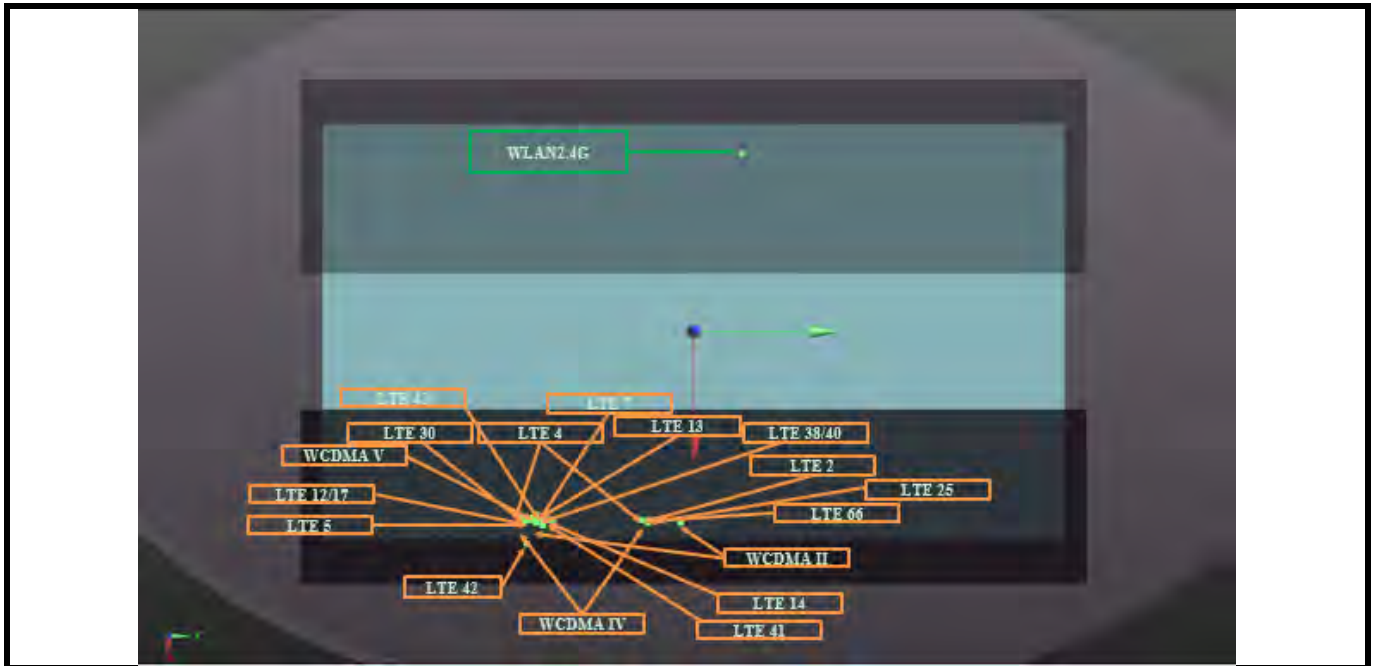 WLAN2.4G
LTE 7
LTE 13
LTE 30
LTE 4
LTE 38/40
WCDMA V
LTE 2
LTE 12/17
LTE 25
LTE 66
LTE 5
WCDMA II
LTE 42
LTE 14
WCDMA IV
LTE 41